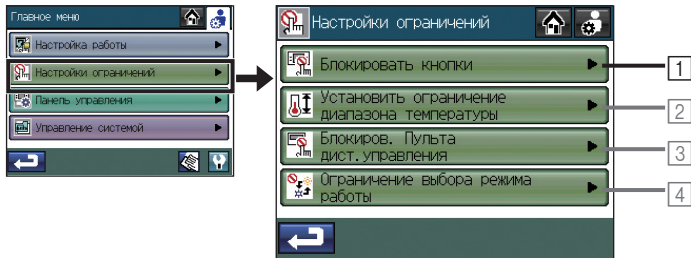 Главное меню
Настройка работы
Настройки ограничений
Панель управления
Управление системой
Настройки ограничений
Блокировать кнопки
1
Установить ограничение
диапазона температуры
2
Блокиров. Пульта
дист.управления
3
Ограничение выбора режима
работы
4